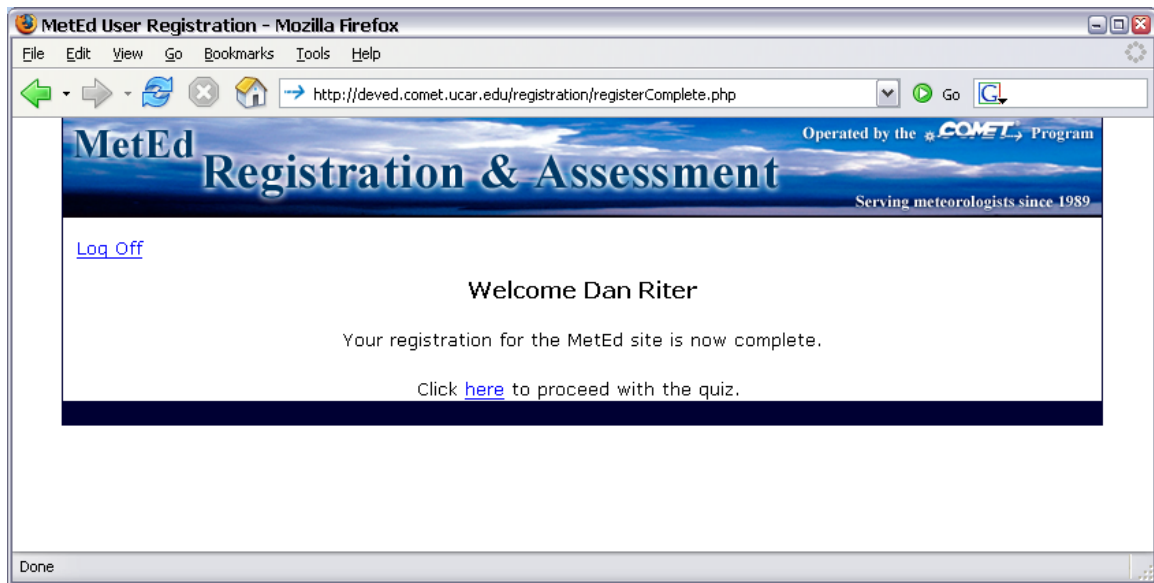 MetEd User Registration - Mozilla Firefox
File Edit View Go Bookmarks Tools Help
http://deved.comet.ucar.edu/registration/registerComplete.php Go G
MetEd Operated by the COMET Program
Registration & Assessment
Serving meteorologists since 1989
Log Off
Welcome Dan Riter
Your registration for the MetEd site is now complete.
Click here to proceed with the quiz.
Done